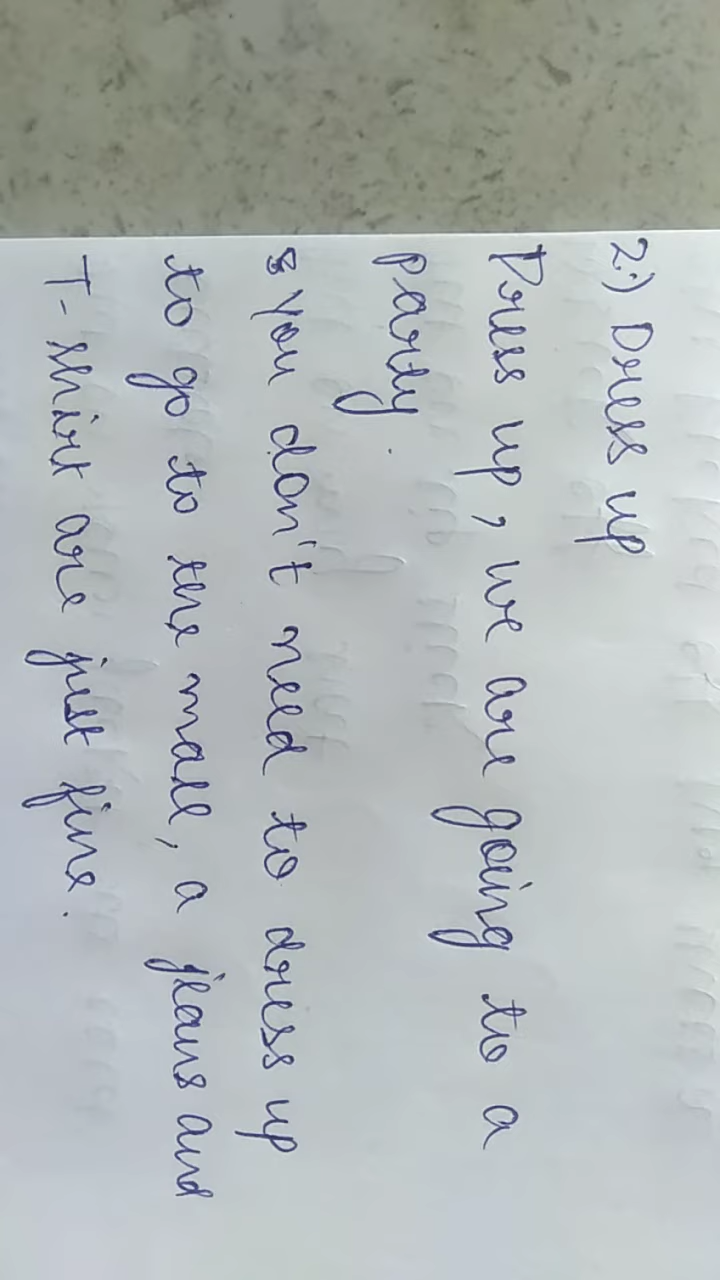 2.) Dress up
Dress up, we are going to a
party.
You don't need to dress up
to go to the mall, a jeans and
T-shirt are just fine.